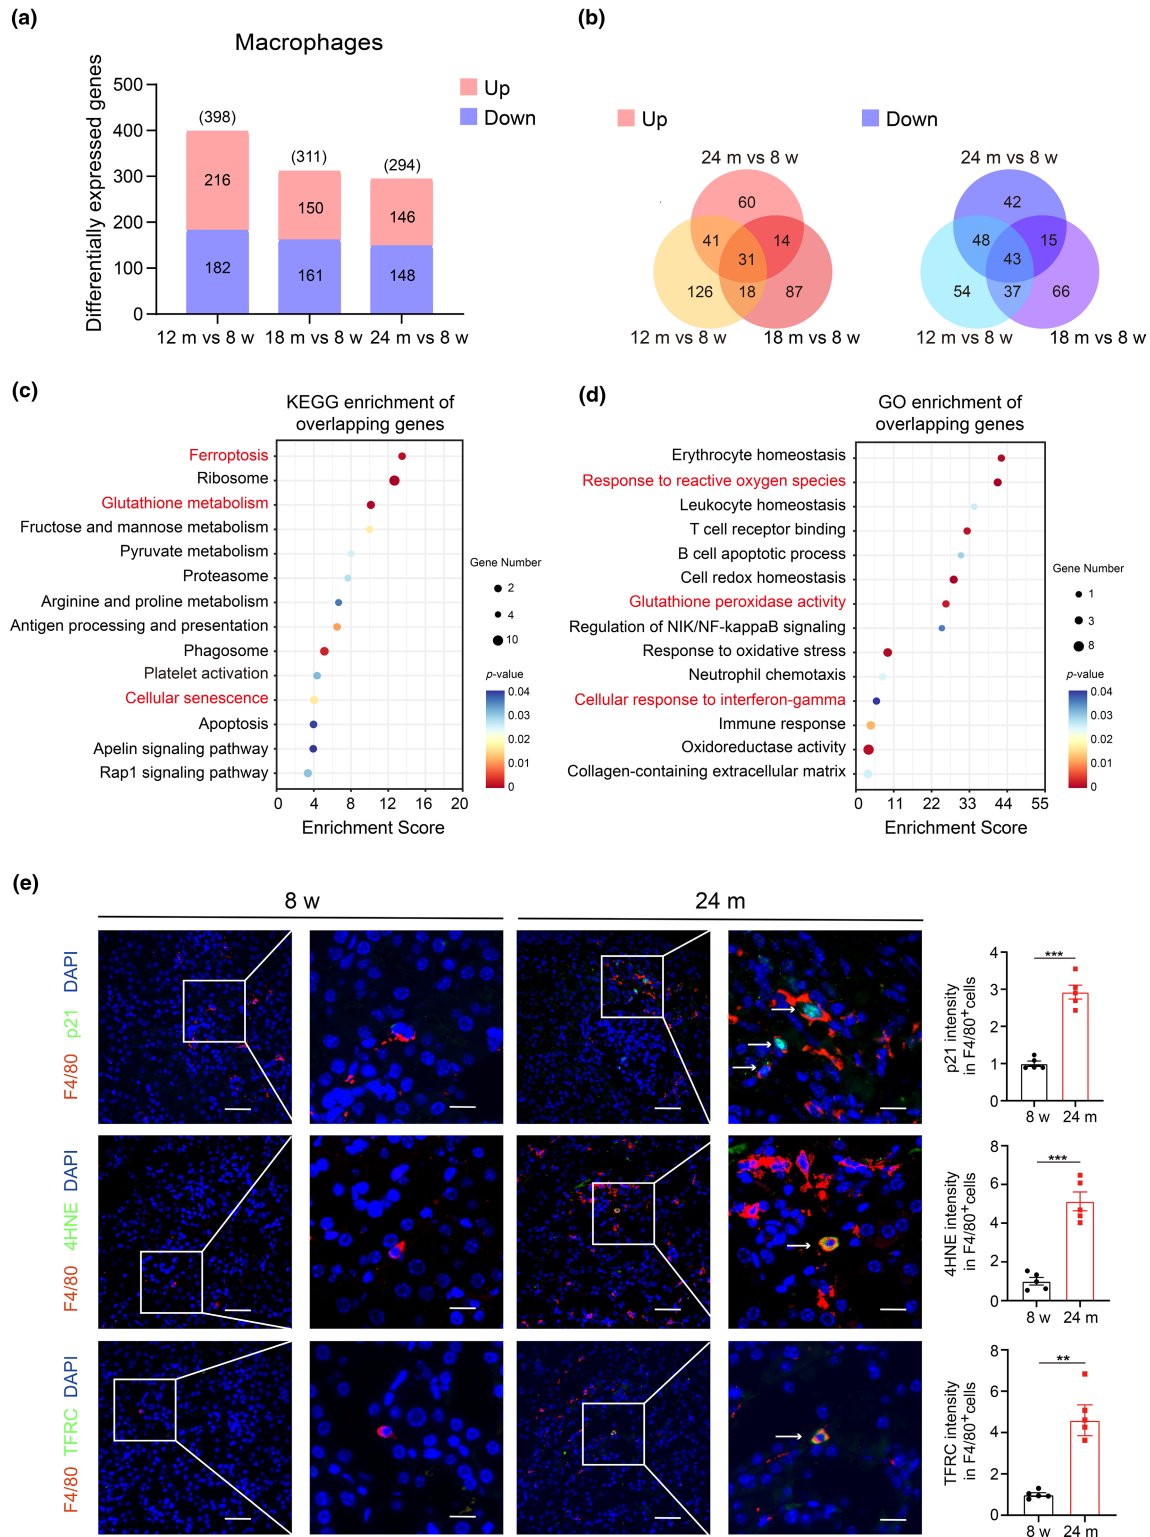 (a)
Macrophages
Differentially expressed genes
500
400
300
200
100
0
(398)
216
182
(311)
150
161
(294)
146
148
12 m vs 8 w
18 m vs 8 w
24 m vs 8 w
Up
Down
(b)
Up
24 m vs 8 w
60
41
14
31
126
18
87
12 m vs 8 w
18 m vs 8 w
Down
24 m vs 8 w
42
48
15
43
54
37
66
12 m vs 8 w
18 m vs 8 w
(c)
KEGG enrichment of
overlapping genes
Ferroptosis
Ribosome
Glutathione metabolism
Fructose and mannose metabolism
Pyruvate metabolism
Proteasome
Arginine and proline metabolism
Antigen processing and presentation
Phagosome
Platelet activation
Cellular senescence
Apoptosis
Apelin signaling pathway
Rap1 signaling pathway
0 4 8 12 16 20
Enrichment Score
Gene Number
2
4
10
p-value
0.04
0.03
0.02
0.01
0
(d)
GO enrichment of
overlapping genes
Erythrocyte homeostasis
Response to reactive oxygen species
Leukocyte homeostasis
T cell receptor binding
B cell apoptotic process
Cell redox homeostasis
Glutathione peroxidase activity
Regulation of NIK/NF-kappaB signaling
Response to oxidative stress
Neutrophil chemotaxis
Cellular response to interferon-gamma
Immune response
Oxidoreductase activity
Collagen-containing extracellular matrix
0 11 22 33 44 55
Enrichment Score
Gene Number
1
3
8
p-value
0.04
0.03
0.02
0.01
0
(e)
8 w
24 m
F4/80 p21 DAPI
p21 intensity
in F4/80+cells
4
3
2
1
0
***
8 w
24 m
F4/80 4HNE DAPI
4HNE intensity
in F4/80+cells
8
6
4
2
0
***
8 w
24 m
F4/80 TFRC DAPI
TFRC intensity
in F4/80+cells
8
6
4
2
0
**
8 w
24 m